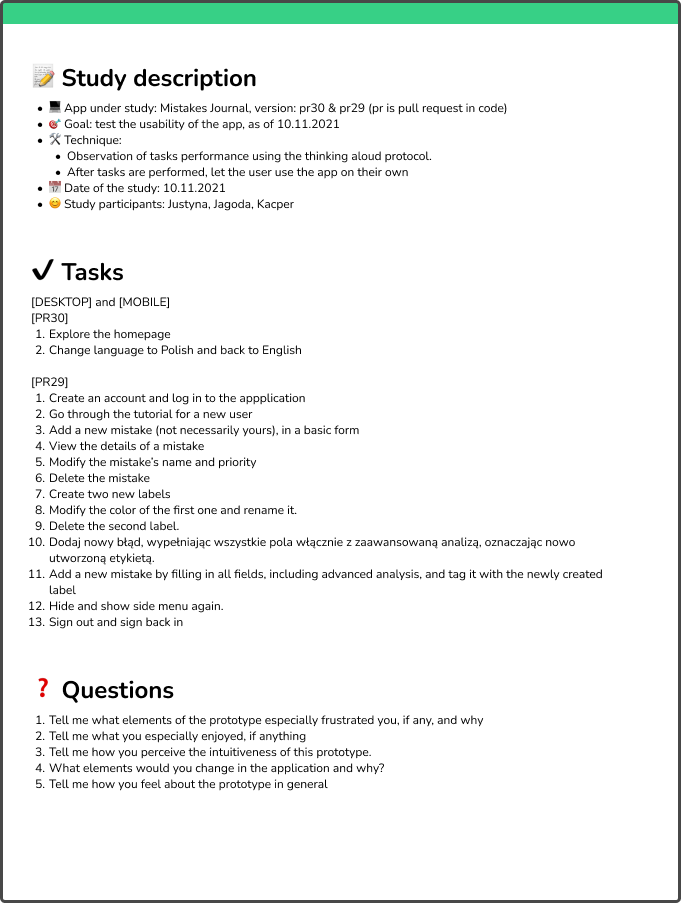 Study description
App under study: Mistakes Journal, version: pr30 & pr29 (pr is pull request in code)
Goal: test the usability of the app, as of 10.11.2021
Technique:
Observation of tasks performance using the thinking aloud protocol.
After tasks are performed, let the user use the app on their own
Date of the study: 10.11.2021
Study participants: Justyna, Jagoda, Kacper
Tasks
[DESKTOP] and [MOBILE]
[PR30]
1. Explore the homepage
2. Change language to Polish and back to English
[PR29]
1. Create an account and log in to the appplication
2. Go through the tutorial for a new user
3. Add a new mistake (not necessarily yours), in a basic form
4. View the details of a mistake
5. Modify the mistake's name and priority
6. Delete the mistake
7. Create two new labels
8. Modify the color of the first one and rename it.
9. Delete the second label.
10. Dodaj nowy błąd, wypełniając wszystkie pola włącznie z zaawansowaną analizą, oznaczając nowo
utworzoną etykietą.
11. Add a new mistake by filling in all fields, including advanced analysis, and tag it with the newly created
label
12. Hide and show side menu again.
13. Sign out and sign back in
Questions
1. Tell me what elements of the prototype especially frustrated you, if any, and why
2. Tell me what you especially enjoyed, if anything
3. Tell me how you perceive the intuitiveness of this prototype.
4. What elements would you change in the application and why?
5. Tell me how you feel about the prototype in general